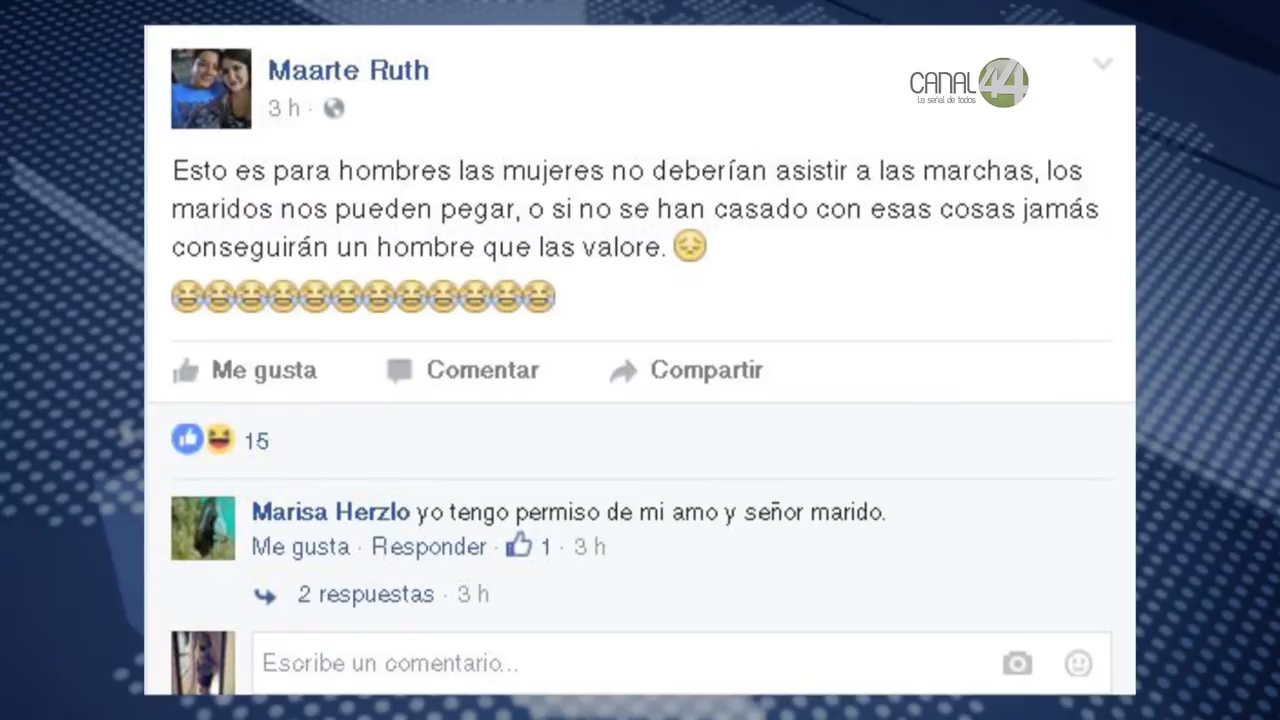 Maarte Ruth
3 h ·
CANAL 44
La señal de todos
Esto es para hombres las mujeres no deberían asistir a las marchas, los
maridos nos pueden pegar, o si no se han casado con esas cosas jamás
conseguirán un hombre que las valore. 😔
😂😂😂😂😂😂😂😂😂😂😂😂
Me gusta Comentar Compartir
15
Marisa Herzlo yo tengo permiso de mi amo y señor marido.
Me gusta · Responder · 1 · 3 h
2 respuestas · 3 h
Escribe un comentario...